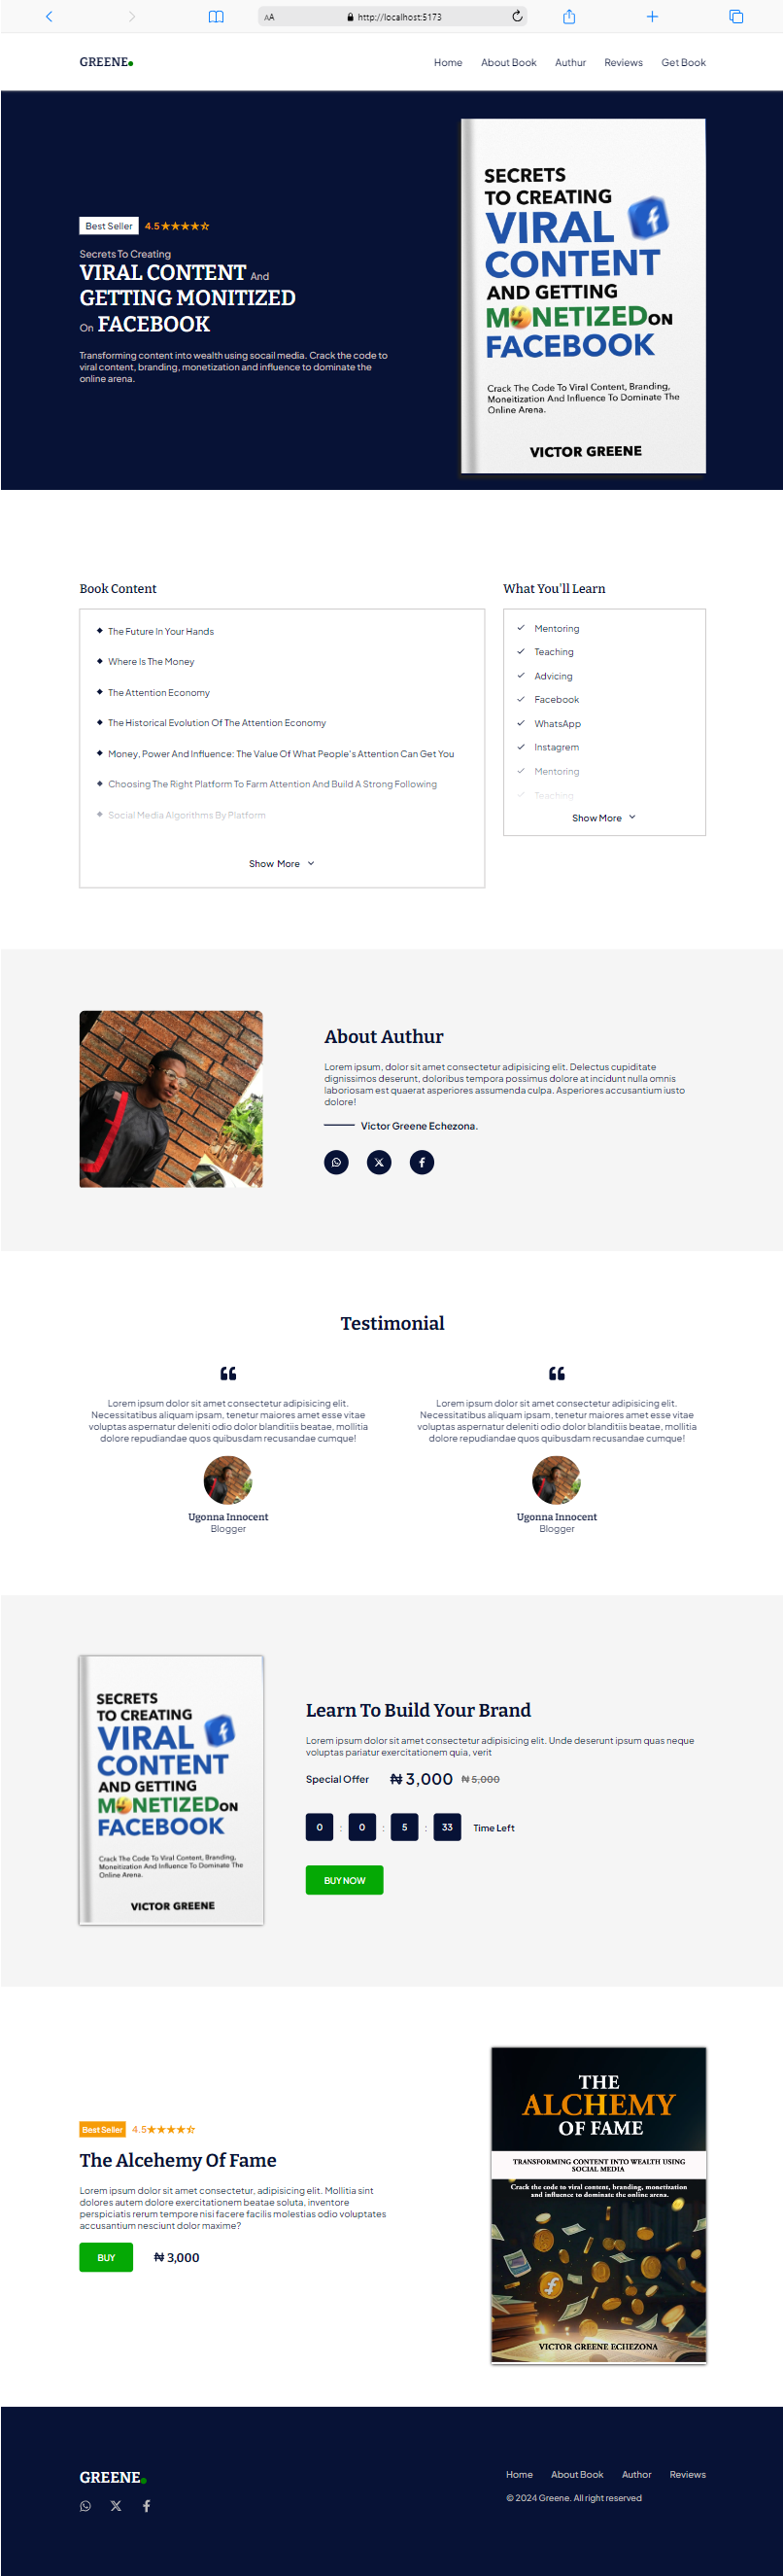 AA
http://localhost:5173
GREENE
Home About Book Authur Reviews Get Book
Best Seller 4.5
Secrets To Creating
VIRAL CONTENT And
GETTING MONITIZED
On FACEBOOK
Transforming content into wealth using socail media. Crack the code to
viral content, branding, monetization and influence to dominate the
online arena.
SECRETS
TO CREATING
VIRAL
CONTENT
AND GETTING
MONETIZED ON
FACEBOOK
Crack The Code To Viral Content, Branding,
Moneitization And Influence To Dominate The
Online Arena.
VICTOR GREENE
Book Content
The Future In Your Hands
Where Is The Money
The Attention Economy
The Historical Evolution Of The Attention Economy
Money, Power And Influence: The Value Of What People's Attention Can Get You
Choosing The Right Platform To Farm Attention And Build A Strong Following
Social Media Algorithms By Platform
Show More
What You'll Learn
Mentoring
Teaching
Advicing
Facebook
WhatsApp
Instagrem
Mentoring
Teaching
Show More
About Authur
Lorem ipsum, dolor sit amet consectetur adipisicing elit. Delectus cupiditate
dignissimos deserunt, doloribus tempora possimus dolore at incidunt nulla omnis
laboriosam est quaerat asperiores assumenda culpa. Asperiores accusantium iusto
dolore!
Victor Greene Echezona.
Testimonial
Lorem ipsum dolor sit amet consectetur adipisicing elit.
Necessitatibus aliquam ipsam, tenetur maiores amet esse vitae
voluptas aspernatur deleniti odio dolor blanditiis beatae, mollitia
dolore repudiandae quos quibusdam recusandae cumque!
Ugonna Innocent
Blogger
Lorem ipsum dolor sit amet consectetur adipisicing elit.
Necessitatibus aliquam ipsam, tenetur maiores amet esse vitae
voluptas aspernatur deleniti odio dolor blanditiis beatae, mollitia
dolore repudiandae quos quibusdam recusandae cumque!
Ugonna Innocent
Blogger
SECRETS
TO CREATING
VIRAL
CONTENT
AND GETTING
MONETIZED ON
FACEBOOK
Crack The Code To Viral Content, Branding,
Moneitization And Influence To Dominate The
Online Arena.
VICTOR GREENE
Learn To Build Your Brand
Lorem ipsum dolor sit amet consectetur adipisicing elit. Unde deserunt ipsum quas neque
voluptas pariatur exercitationem quia, verit
Special Offer ₦ 3,000 ₦ 5,000
0 : 0 : 5 : 33 Time Left
BUY NOW
Best Seller 4.5
The Alcehemy Of Fame
Lorem ipsum dolor sit amet consectetur, adipisicing elit. Mollitia sint
dolores autem dolore exercitationem beatae soluta, inventore
perspiciatis rerum tempore nisi facere facilis molestias odio voluptates
accusantium nesciunt dolor maxime?
BUY ₦ 3,000
THE
ALCHEMY
OF FAME
TRANSFORMING CONTENT INTO WEALTH USING
SOCIAL MEDIA
Crack the code to viral content, branding, monetization
and influence to dominate the online arena.
VICTOR GREENE ECHEZONA
GREENE
Home About Book Author Reviews
© 2024 Greene. All right reserved